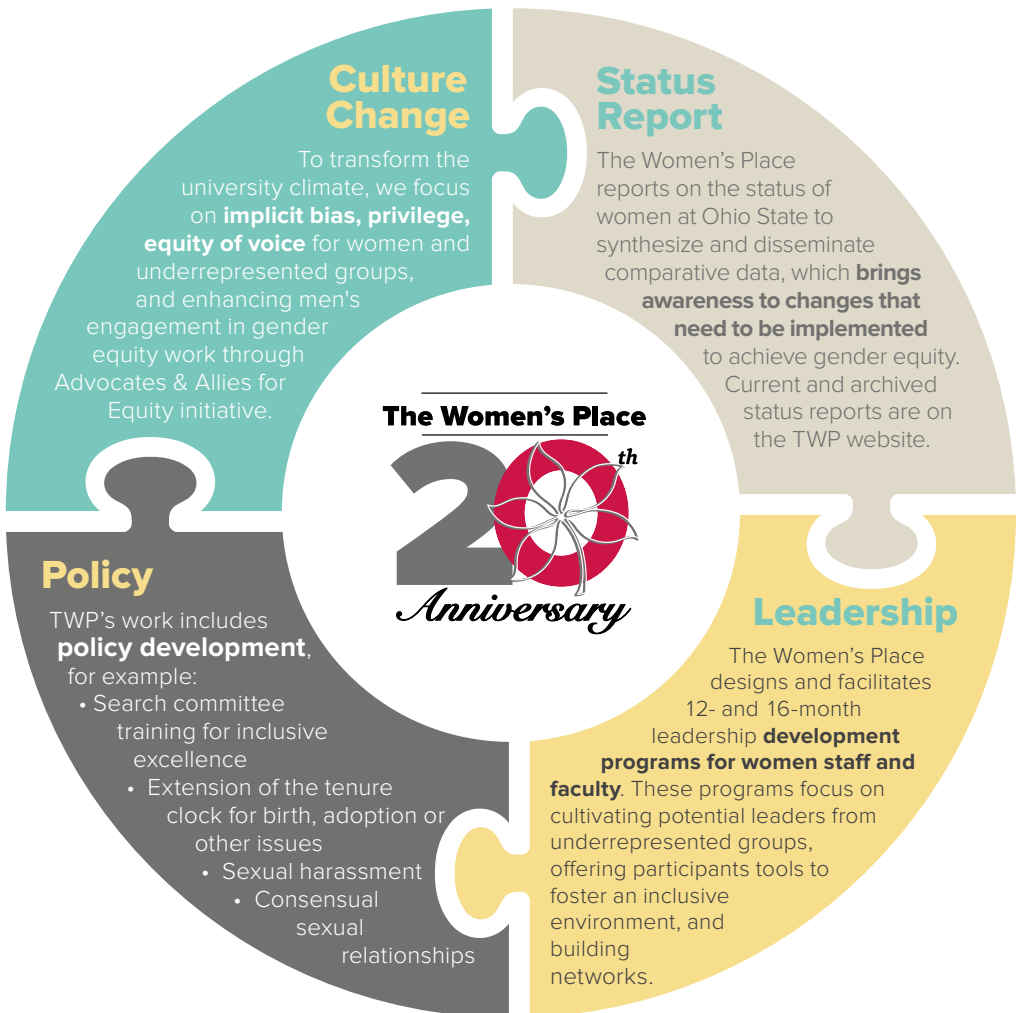 Culture
Change
To transform the
university climate, we focus
on implicit bias, privilege,
equity of voice for women and
underrepresented groups,
and enhancing men's
engagement in gender
equity work through
Advocates & Allies for
Equity initiative.
Status
Report
The Women’s Place
reports on the status of
women at Ohio State to
synthesize and disseminate
comparative data, which brings
awareness to changes that
need to be implemented
to achieve gender equity.
Current and archived
status reports are on
the TWP website.
The Women’s Place
20th
Anniversary
Policy
TWP’s work includes
policy development,
for example:
• Search committee
training for inclusive
excellence
• Extension of the tenure
clock for birth, adoption or
other issues
• Sexual harassment
• Consensual
sexual
relationships
Leadership
The Women’s Place
designs and facilitates
12- and 16-month
leadership development
programs for women staff and
faculty. These programs focus on
cultivating potential leaders from
underrepresented groups,
offering participants tools to
foster an inclusive
environment, and
building
networks.